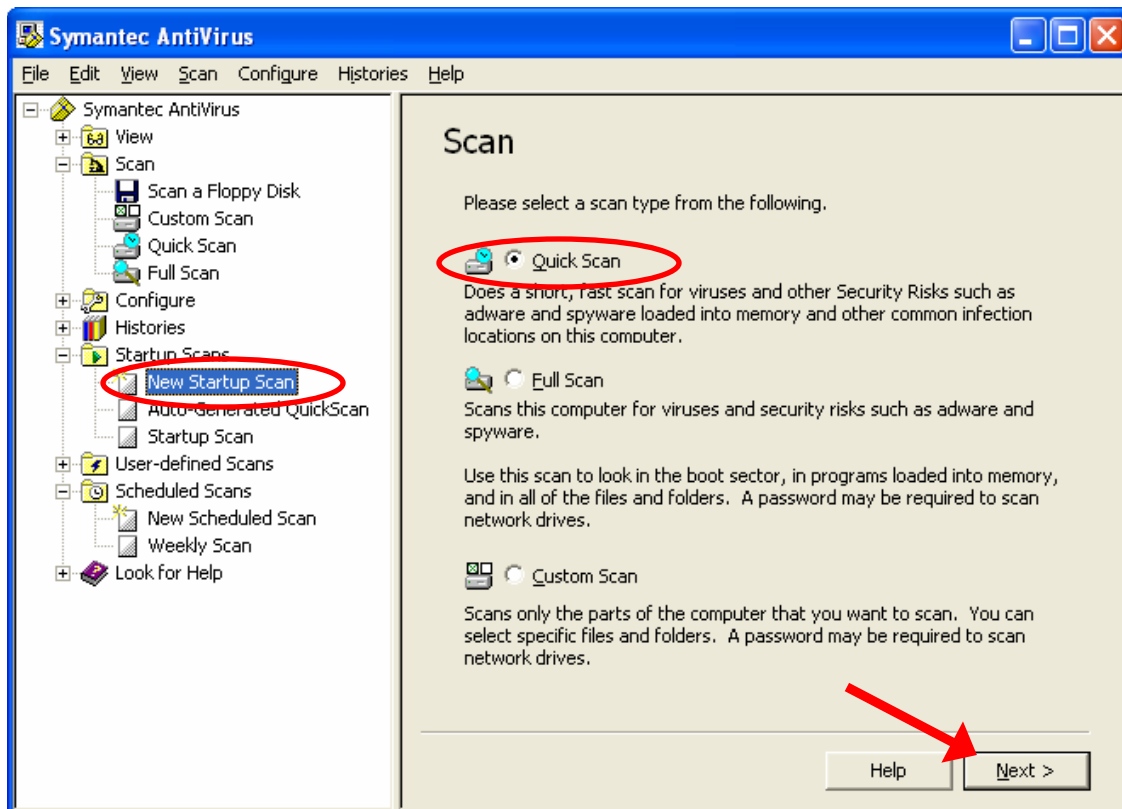 Symantec AntiVirus
File Edit View Scan Configure Histories Help
Symantec AntiVirus
View
Scan
Scan a Floppy Disk
Custom Scan
Quick Scan
Full Scan
Configure
Histories
Startup Scans
New Startup Scan
Auto-Generated QuickScan
Startup Scan
User-defined Scans
Scheduled Scans
New Scheduled Scan
Weekly Scan
Look for Help
Scan
Please select a scan type from the following.
Quick Scan
Does a short, fast scan for viruses and other Security Risks such as
adware and spyware loaded into memory and other common infection
locations on this computer.
Full Scan
Scans this computer for viruses and security risks such as adware and
spyware.
Use this scan to look in the boot sector, in programs loaded into memory,
and in all of the files and folders. A password may be required to scan
network drives.
Custom Scan
Scans only the parts of the computer that you want to scan. You can
select specific files and folders. A password may be required to scan
network drives.
Help
Next >